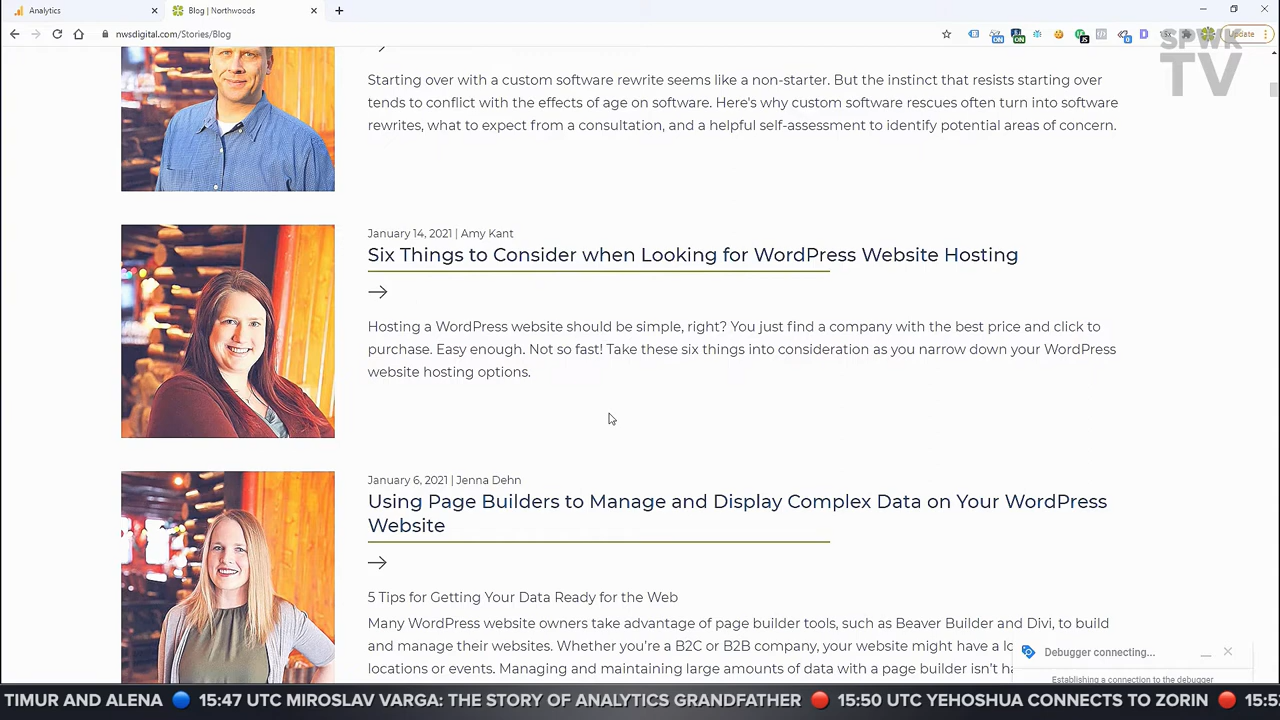 Analytics
Blog | Northwoods
nwsdigital.com/Stories/Blog
Update
SPWK
TV
Starting over with a custom software rewrite seems like a non-starter. But the instinct that resists starting over
tends to conflict with the effects of age on software. Here's why custom software rescues often turn into software
rewrites, what to expect from a consultation, and a helpful self-assessment to identify potential areas of concern.
January 14, 2021 | Amy Kant
Six Things to Consider when Looking for WordPress Website Hosting
Hosting a WordPress website should be simple, right? You just find a company with the best price and click to
purchase. Easy enough. Not so fast! Take these six things into consideration as you narrow down your WordPress
website hosting options.
January 6, 2021 | Jenna Dehn
Using Page Builders to Manage and Display Complex Data on Your WordPress
Website
5 Tips for Getting Your Data Ready for the Web
Many WordPress website owners take advantage of page builder tools, such as Beaver Builder and Divi, to build
and manage their websites. Whether you're a B2C or B2B company, your website might have a lo
locations or events. Managing and maintaining large amounts of data with a page builder isn't ha
Debugger connecting...
Establishing a connection to the debugger
TIMUR AND ALENA 15:47 UTC MIROSLAV VARGA: THE STORY OF ANALYTICS GRANDFATHER 15:50 UTC YEHOSHUA CONNECTS TO ZORIN 15:5